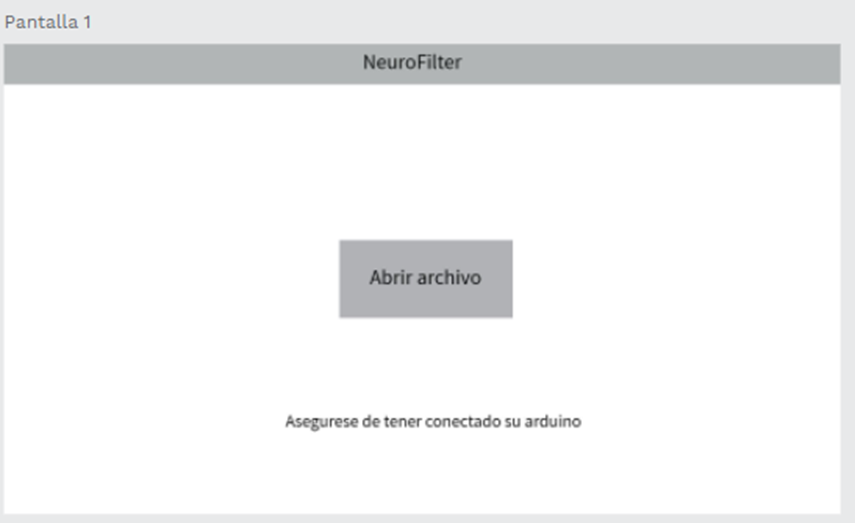 Pantalla 1
NeuroFilter
Abrir archivo
Asegurese de tener conectado su arduino